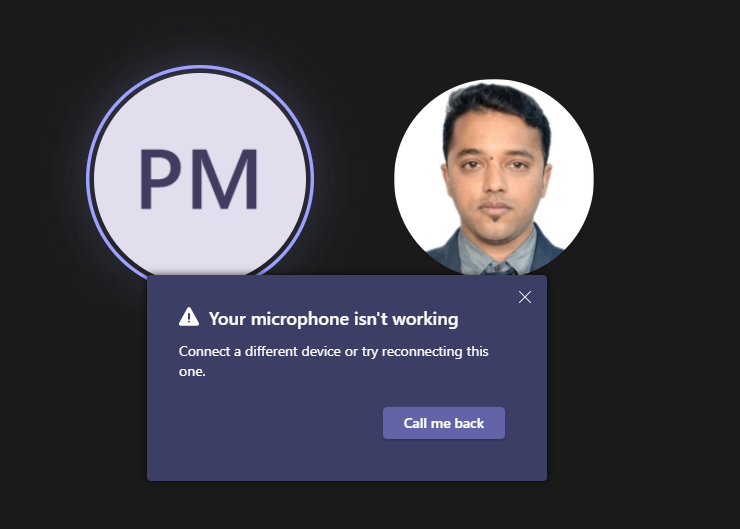 PM
Your microphone isn't working
Connect a different device or try reconnecting this
one.
Call me back